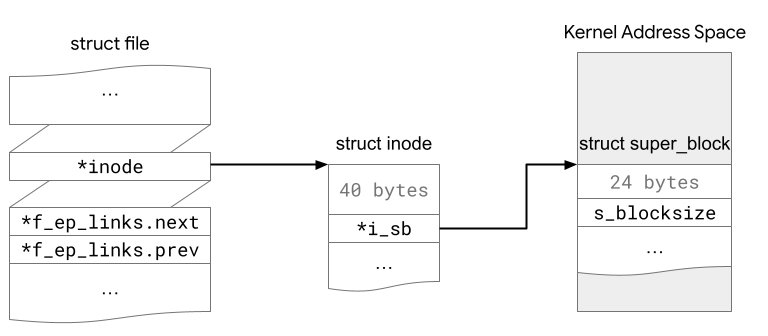 struct file
...
*inode
*f_ep_links.next
*f_ep_links.prev
...
struct inode
40 bytes
*i_sb
...
Kernel Address Space
struct super_block
24 bytes
s_blocksize
...